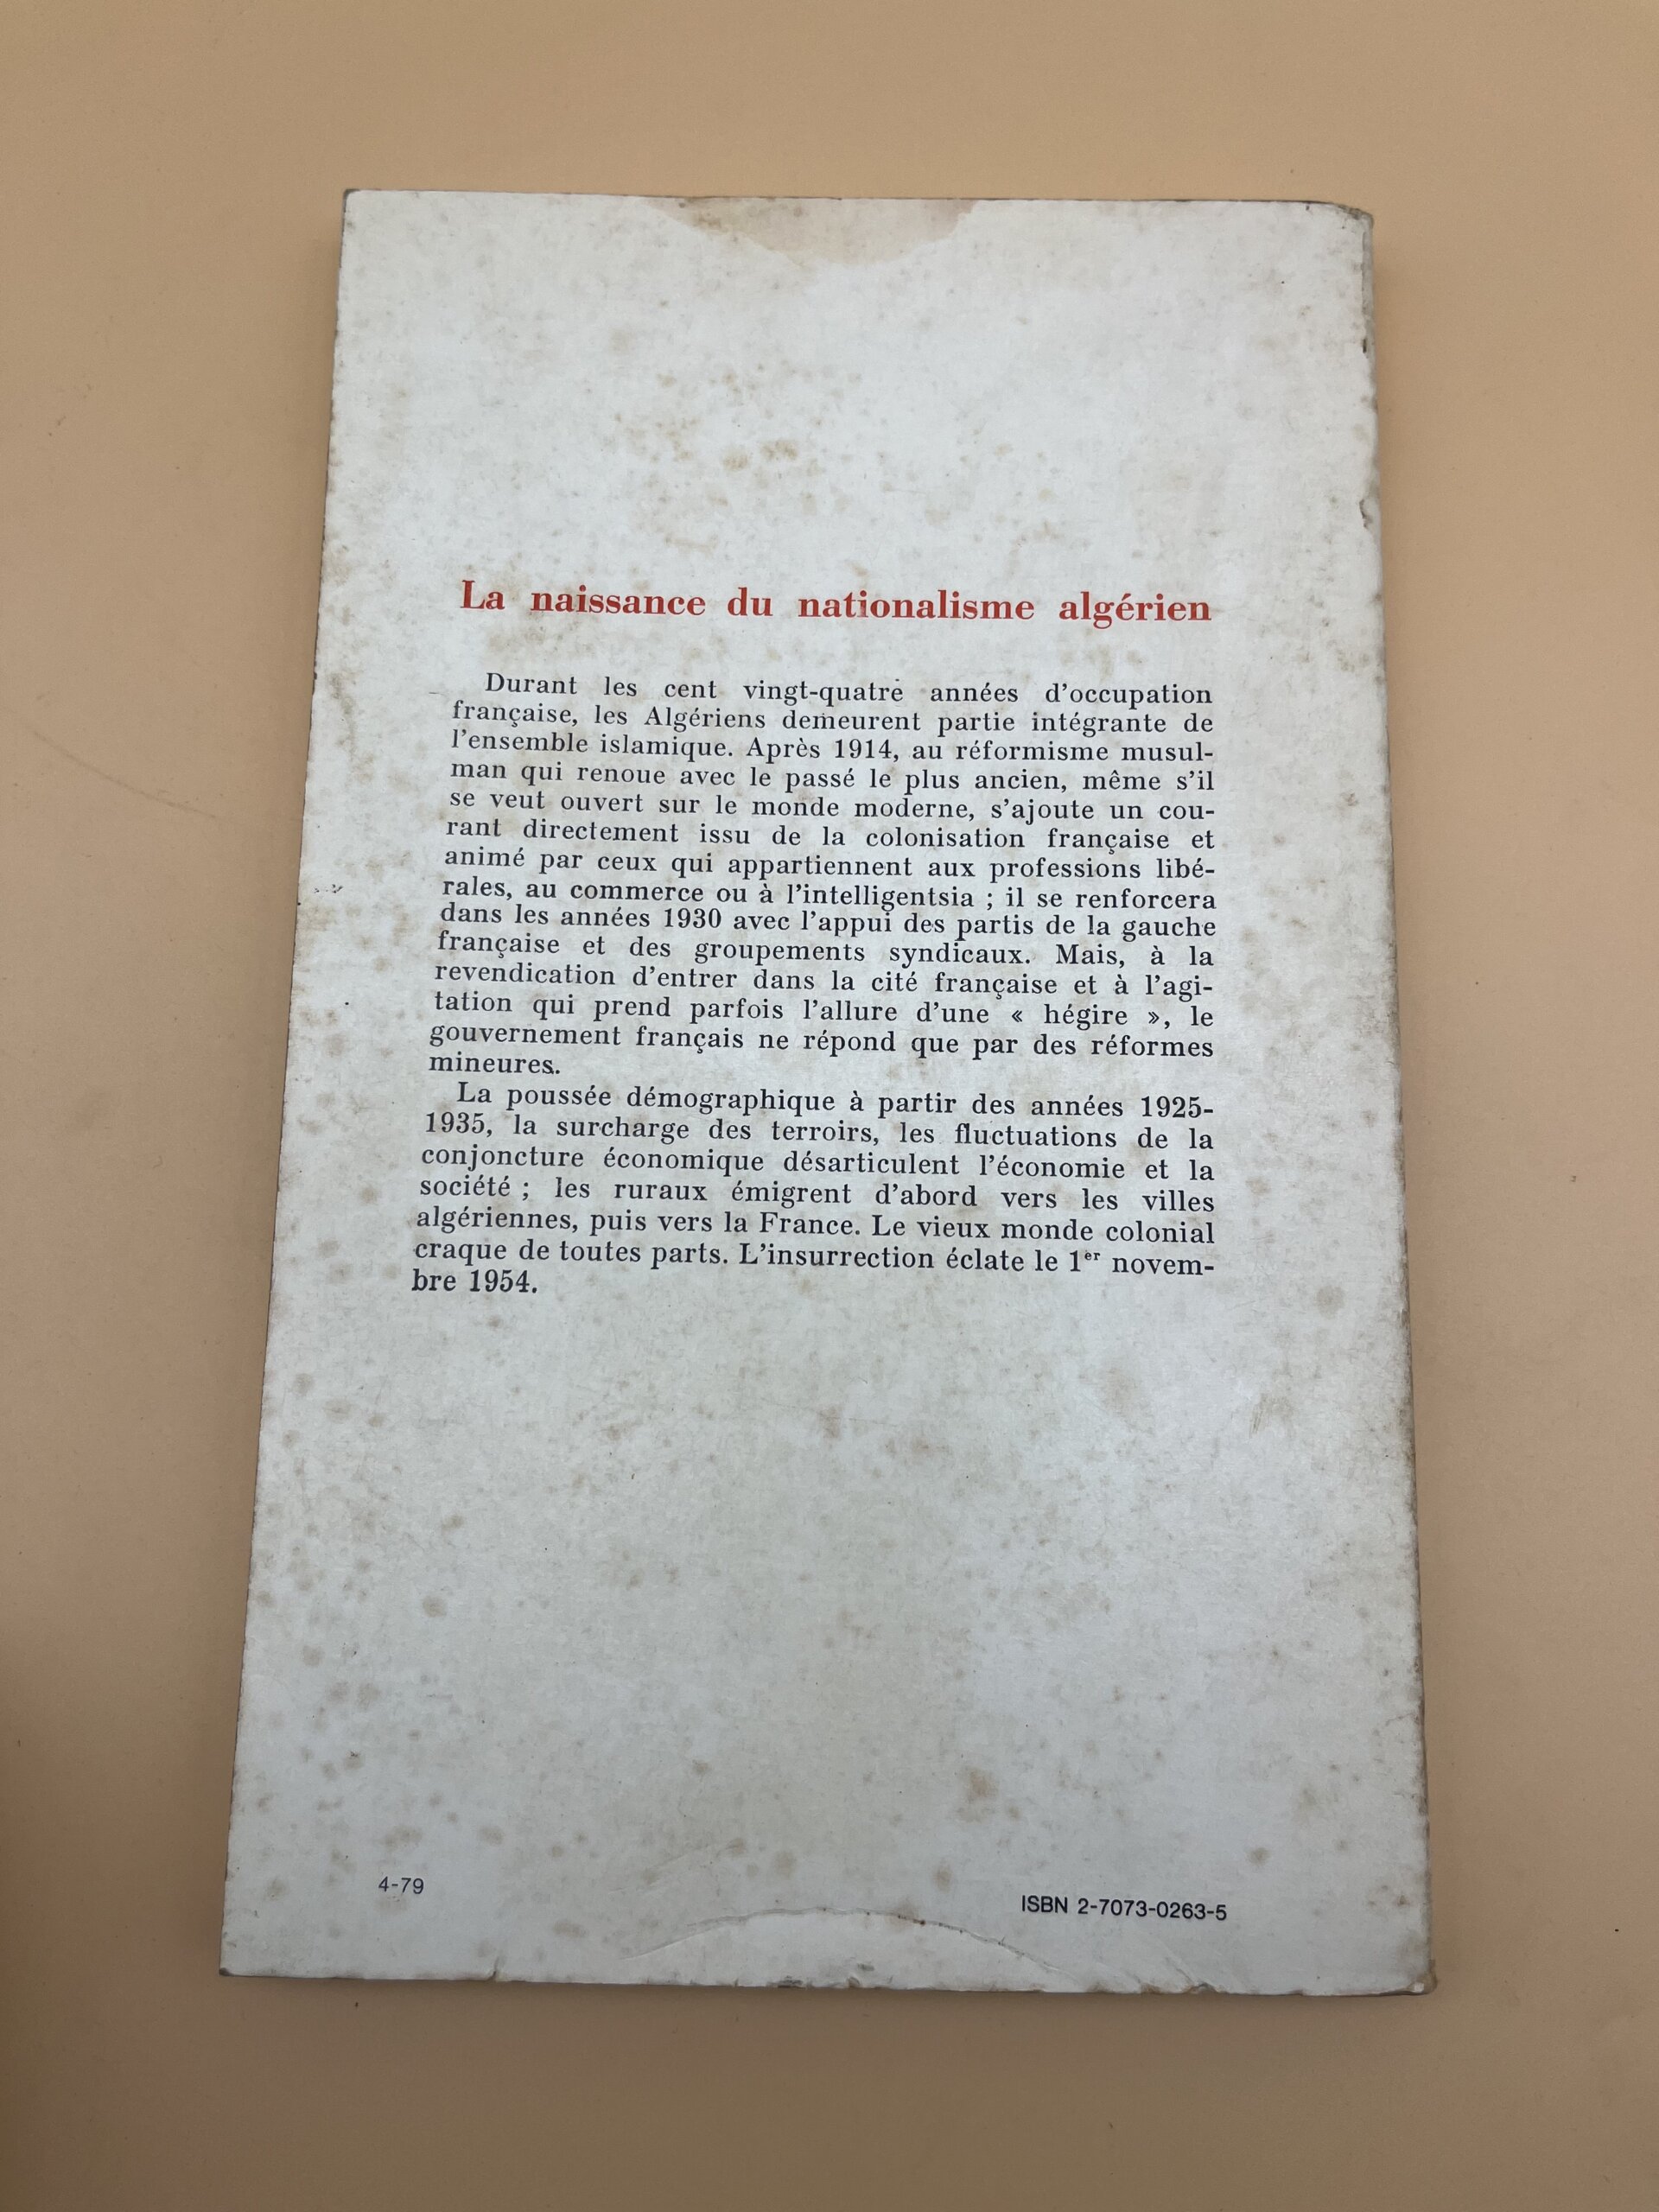 La naissance du nationalisme algérien
Durant les cent vingt-quatre années d'occupation
française, les Algériens demeurent partie intégrante de
l'ensemble islamique. Après 1914, au réformisme musul-
man qui renoue avec le passé le plus ancien, même s'il
se veut ouvert sur le monde moderne, s'ajoute un cou-
rant directement issu de la colonisation française et
animé par ceux qui appartiennent aux professions libé-
rales, au commerce ou à l'intelligentsia ; il se renforcera
dans les années 1930 avec l'appui des partis de la gauche
française et des groupements syndicaux. Mais, à la
revendication d'entrer dans la cité française et à l'agi-
tation qui prend parfois l'allure d'une « hégire », le
gouvernement français ne répond que par des réformes
mineures.
La poussée démographique à partir des années 1925-
1935, la surcharge des terroirs, les fluctuations de la
conjoncture économique désarticulent l'économie et la
société ; les ruraux émigrent d'abord vers les villes
algériennes, puis vers la France. Le vieux monde colonial
craque de toutes parts. L'insurrection éclate le 1er novem-
bre 1954.
4-79
ISBN 2-7073-0263-5